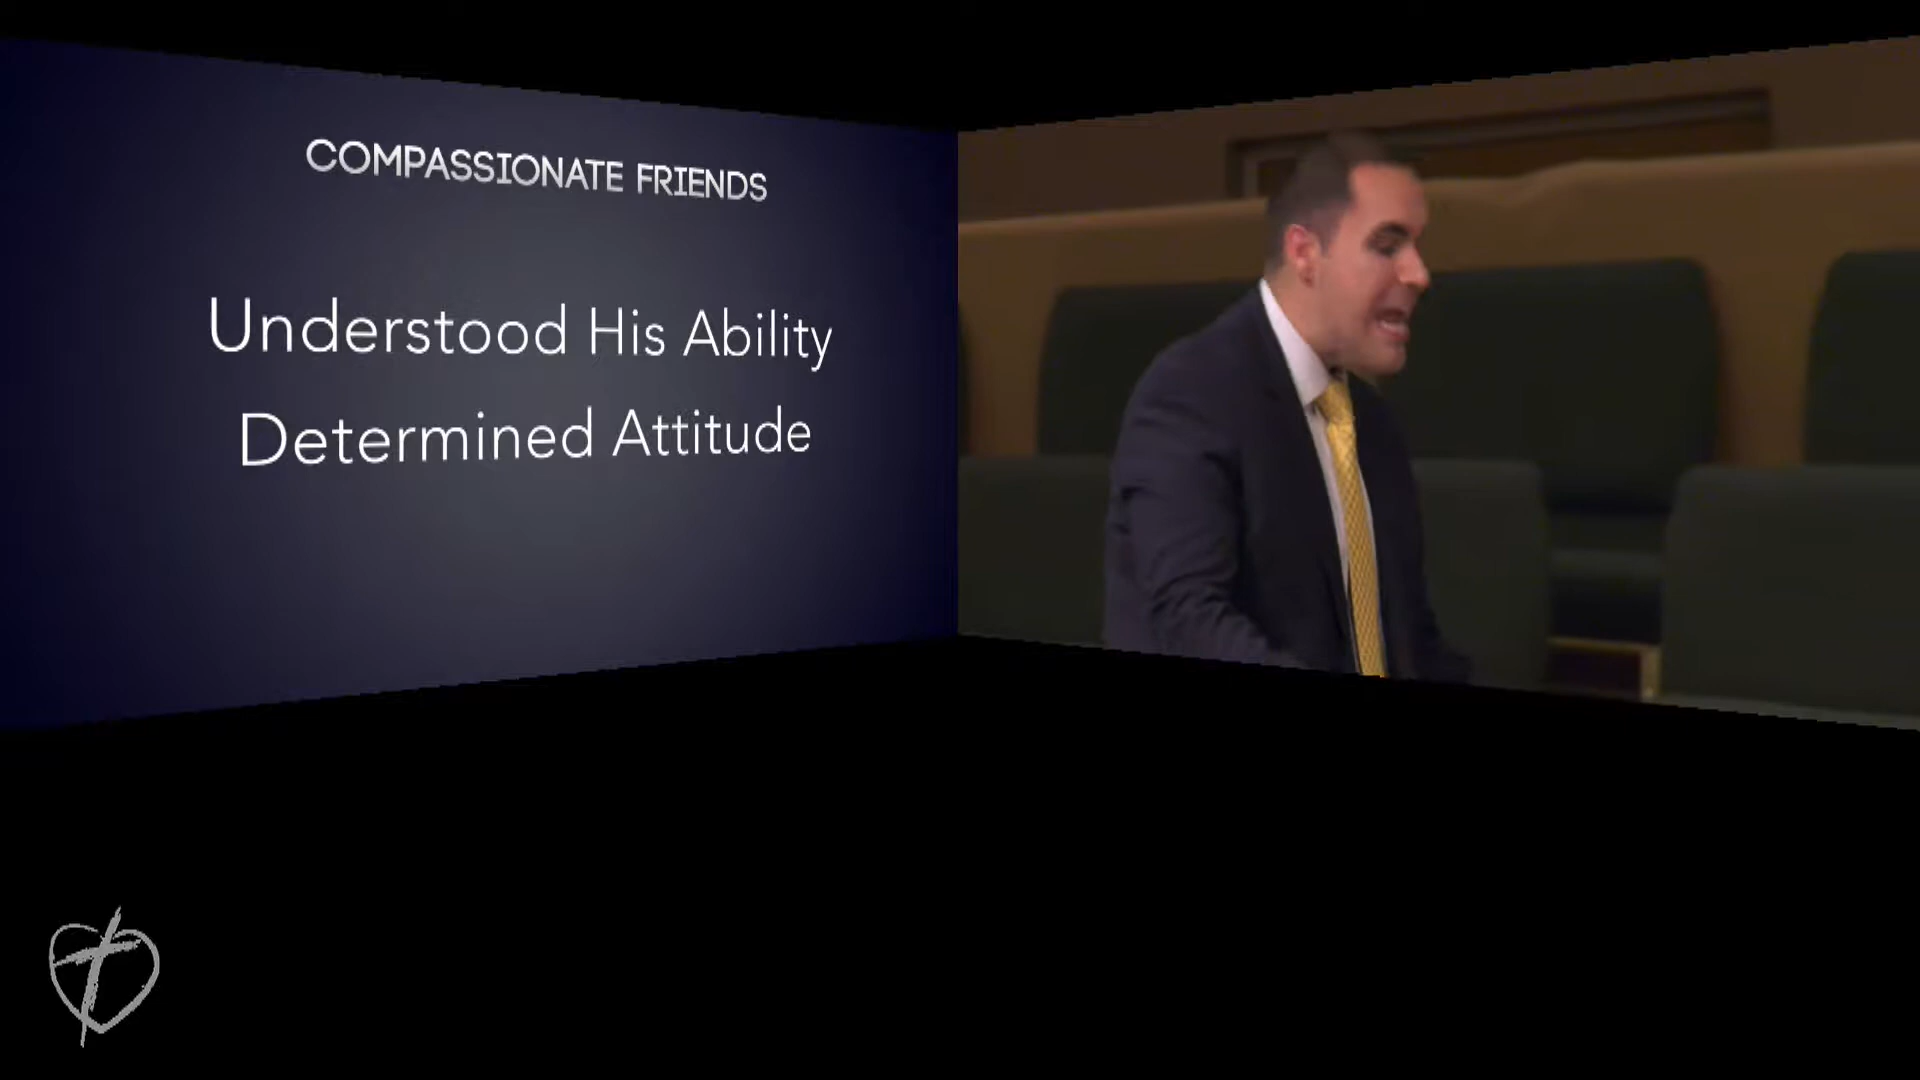 COMPASSIONATE FRIENDS
Understood His Ability
Determined Attitude